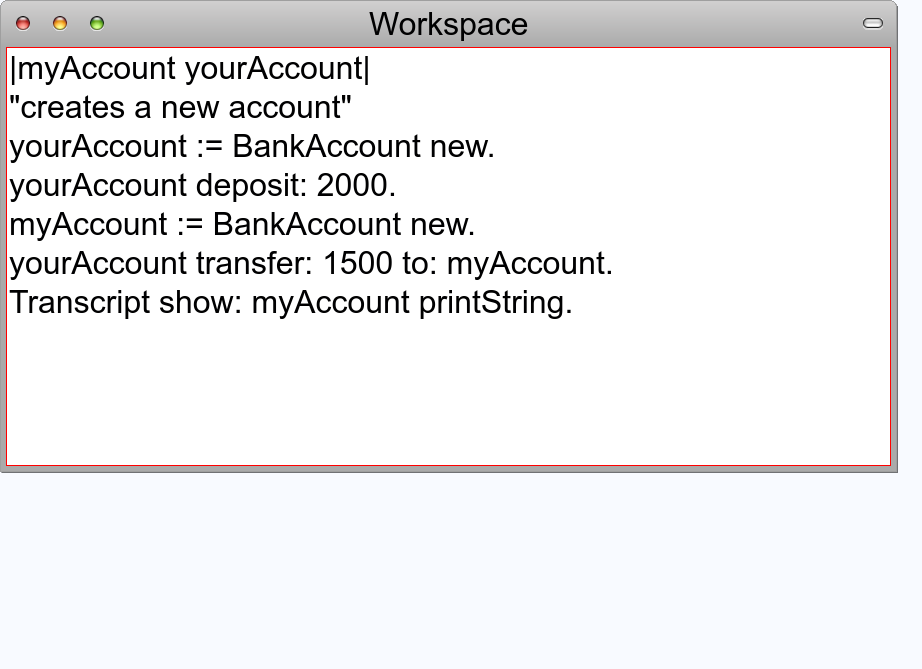 Workspace
|myAccount yourAccount|
"creates a new account"
yourAccount := BankAccount new.
yourAccount deposit: 2000.
myAccount := BankAccount new.
yourAccount transfer: 1500 to: myAccount.
Transcript show: myAccount printString.